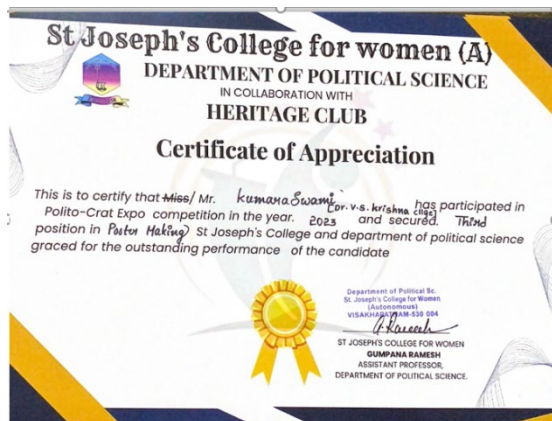 St Joseph's College for women (A)
DEPARTMENT OF POLITICAL SCIENCE
IN COLLABORATION WITH
HERITAGE CLUB
Certificate of Appreciation
This is to certify that Miss/ Mr. kumaraSwami [Dr.v.s. krishna clge] has participated in
Polito-Crat Expo competition in the year. 2023 and secured. Third
position in Poster Making) St Joseph's College and department of political science
graced for the outstanding performance of the candidate
Department of Political Sc.
St. Joseph's College for Women
(Autonomous)
VISAKHAPATNAM-530 004
ST JOSEPH'S COLLEGE FOR WOMEN
GUMPANA RAMESH
ASSISTANT PROFESSOR,
DEPARTMENT OF POLITICAL SCIENCE.